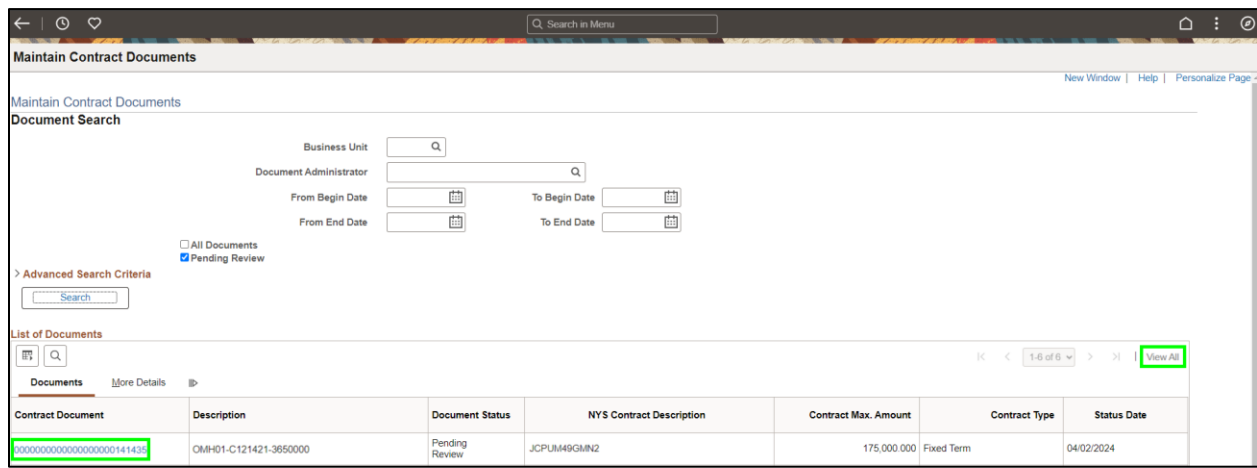 Search in Menu
Maintain Contract Documents
New Window | Help | Personalize Page
Maintain Contract Documents
Document Search
Business Unit
Document Administrator
From Begin Date To Begin Date
From End Date To End Date
All Documents
Pending Review
> Advanced Search Criteria
Search
List of Documents
1-6 of 6 | View All
Documents More Details
Contract Document Description Document Status NYS Contract Description Contract Max. Amount Contract Type Status Date
0000000000000000000141435 OMH01-C121421-3650000 Pending Review JCPUM49GMN2 175,000.000 Fixed Term 04/02/2024